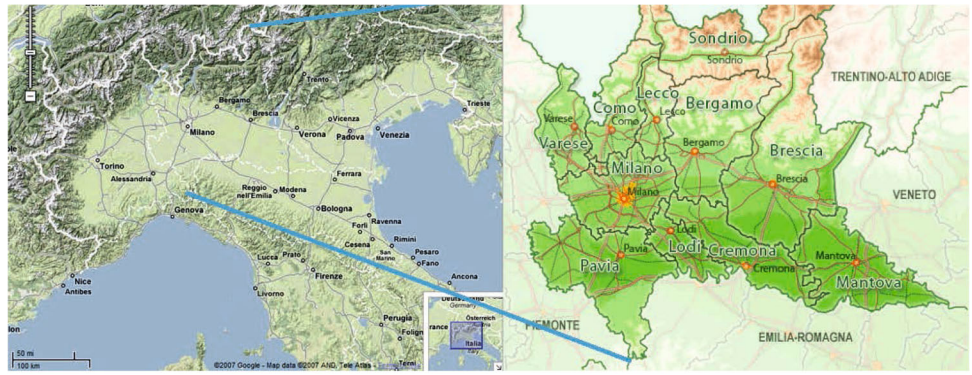 Trento
Trieste
Bergamo
Brescia
Vicenza
Milano
Verona
Padova
Venezia
Torino
Alessandria
Ferrara
Reggio
nell'Emilia
Modena
Genova
Bologna
Ravenna
Forli
Cesena
Rimini
San
Marino
Pesaro
Fano
Lucca
Prato
Firenze
Ancona
Nice
Antibes
Livorno
Perugia
Foligno
Terni
50 mi
100 km
©2007 Google - Map data ©2007 AND, Tele Atlas
Deutschland
Germany
Österreich
rance
Italia
Italy
Sondrio
Sondrio
TRENTINO-ALTO ADIGE
Lecco
Como
Bergamo
Varese
Como
Lecco
Varese
Bergamo
Brescia
Milano
Brescia
Milano
VENETO
Lodi
Pavia
Lodi
Cremona
Pavia
Cremona
Mantova
Mantova
PIEMONTE
EMILIA-ROMAGNA